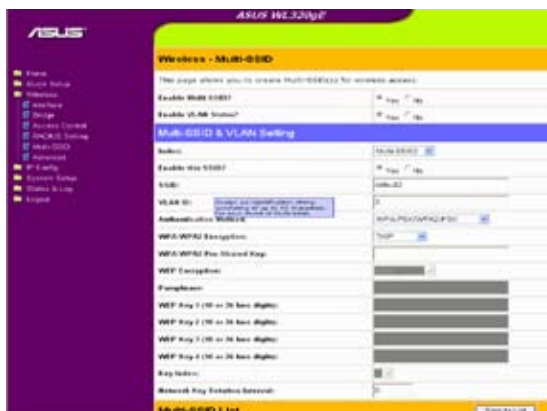 ASUS WL320gE
ASUS
Home
Quick Setup
Wireless
Interface
Bridge
Access Control
RADIUS Setting
Multi-SSID
Advanced
IP Config
System Setup
Status & Log
Logout
Wireless - Multi-SSID
This page allows you to create Multi-SSID(s) for wireless access.
Enable Multi-SSID? Yes No
Enable VLAN Status? Yes No
Multi-SSID & VLAN Setting
Index:
Enable this SSID? Yes No
SSID:
VLAN ID:
Authentication Method: WPA-PSK/WPA2-PSK
WPA/WPA2 Encryption: TKIP
WPA/WPA2 Pre-Shared Key:
WEP Encryption:
Passphrase:
WEP Key 1 (10 or 26 hex digits):
WEP Key 2 (10 or 26 hex digits):
WEP Key 3 (10 or 26 hex digits):
WEP Key 4 (10 or 26 hex digits):
Key Index:
Network Key Rotation Interval: 0
Multi-SSID List